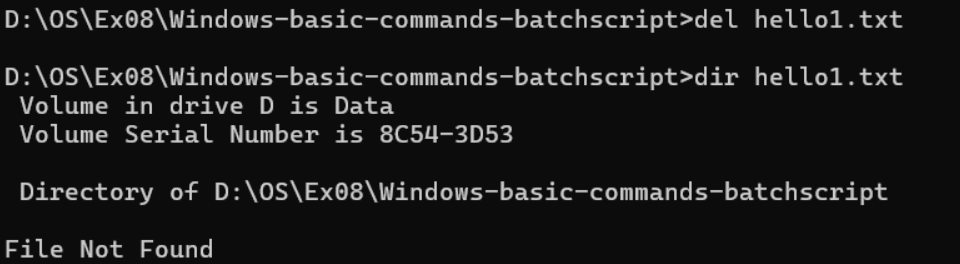 D:\OS\Ex08\Windows-basic-commands-batchscript>del hello1.txt
D:\OS\Ex08\Windows-basic-commands-batchscript>dir hello1.txt
Volume in drive D is Data
Volume Serial Number is 8C54-3D53
Directory of D:\OS\Ex08\Windows-basic-commands-batchscript
File Not Found